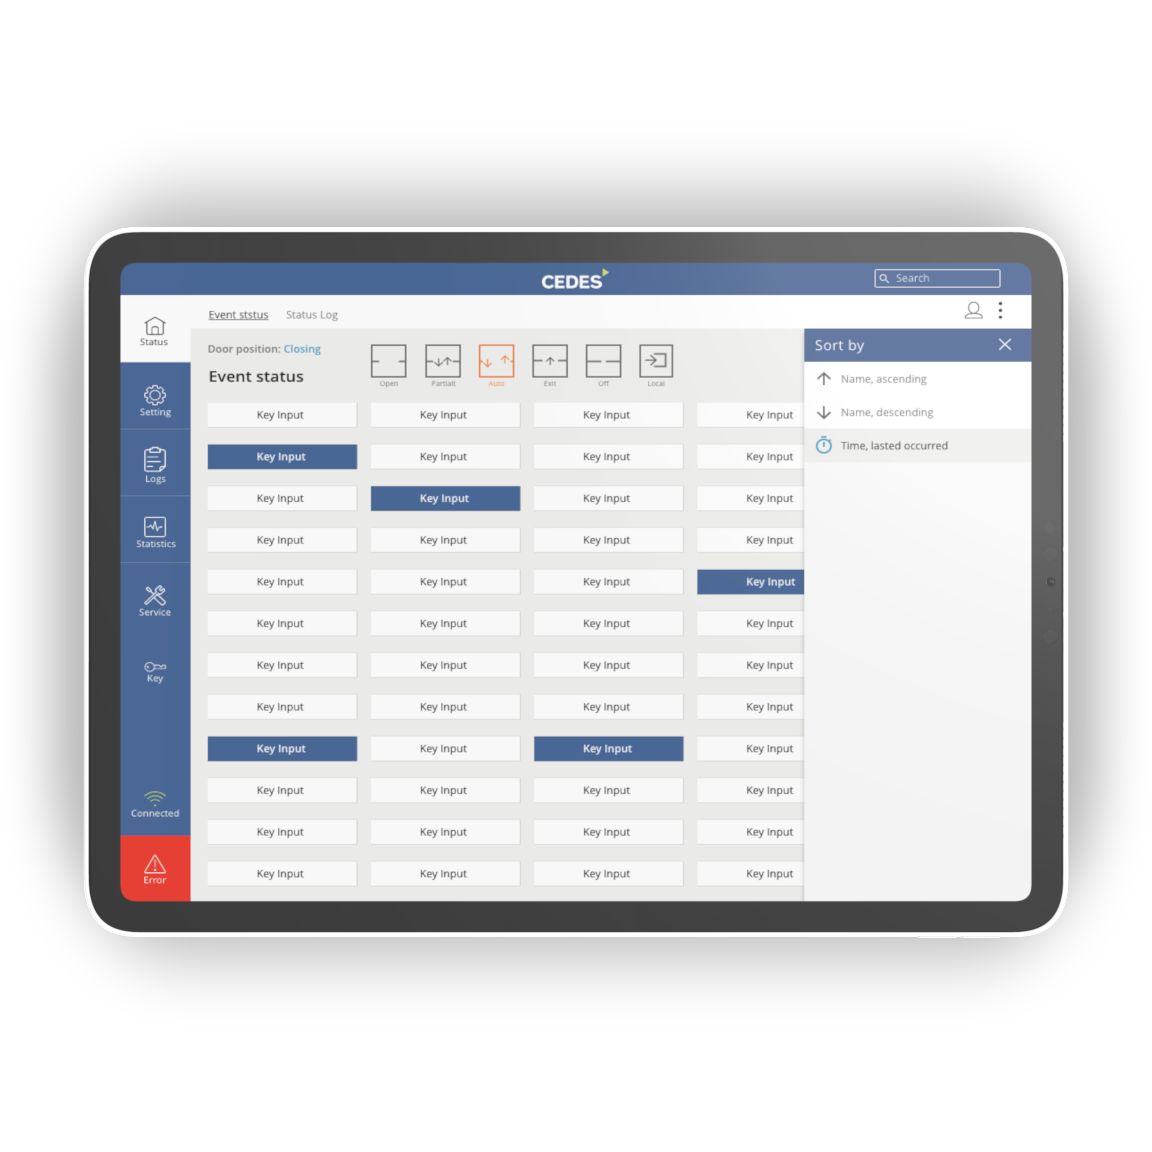 CEDES
Search
Status
Event ststus Status Log
Door position: Closing
Event status
Open Partialt Auto Exit Off Local
Sort by
Name, ascending
Name, descending
Time, lasted occurred
Setting
Logs
Statistics
Service
Key
Connected
Error
Key Input Key Input Key Input Key Input
Key Input Key Input Key Input Key Input
Key Input Key Input Key Input Key Input
Key Input Key Input Key Input Key Input
Key Input Key Input Key Input Key Input
Key Input Key Input Key Input Key Input
Key Input Key Input Key Input Key Input
Key Input Key Input Key Input Key Input
Key Input Key Input Key Input Key Input
Key Input Key Input Key Input Key Input
Key Input Key Input Key Input Key Input
Key Input Key Input Key Input Key Input